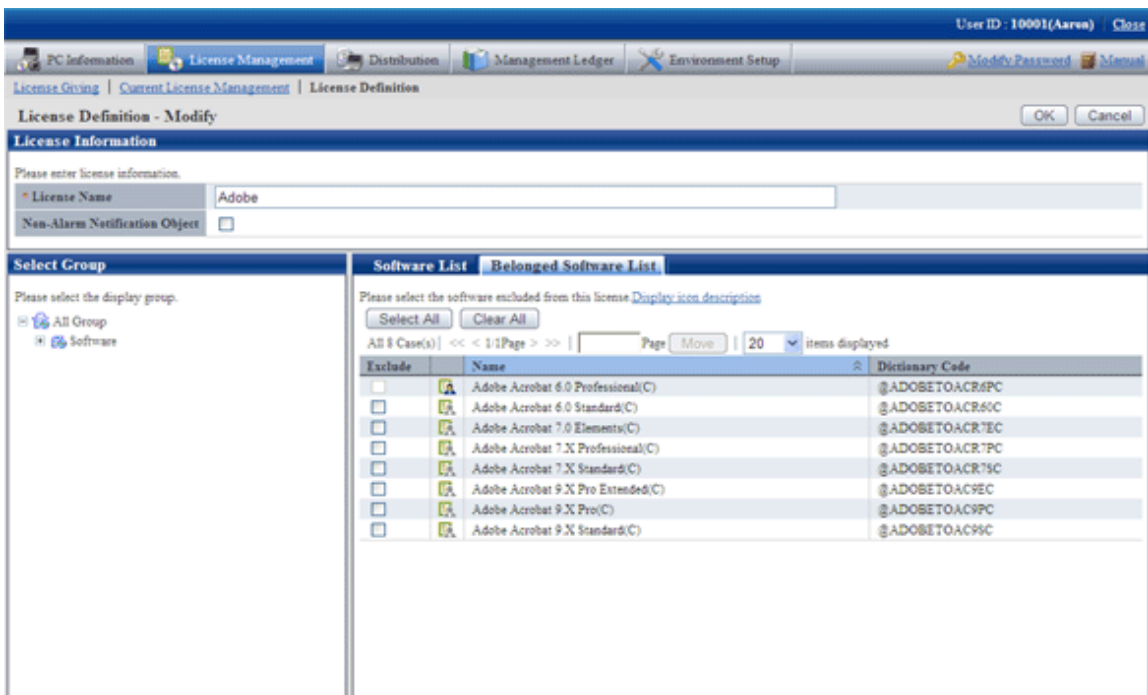 User ID : 10001(Aaron) Close
PC Information License Management Distribution Management Ledger Environment Setup Modify Password Manual
License Giving | Current License Management | License Definition
License Definition - Modify OK Cancel
License Information
Please enter license information.
* License Name Adobe
Non-Alarm Notification Object
Select Group
Please select the display group.
All Group
Software
Software List Belonged Software List
Please select the software excluded from this license.Display icon description
Select All Clear All
All 8 Case(s)| << < 1/1Page > >> | Page Move | 20 items displayed
Exclude Name Dictionary Code
Adobe Acrobat 6.0 Professional(C) @ADOBETOACR6PC
Adobe Acrobat 6.0 Standard(C) @ADOBETOACR60C
Adobe Acrobat 7.0 Elements(C) @ADOBETOACR7EC
Adobe Acrobat 7.X Professional(C) @ADOBETOACR7PC
Adobe Acrobat 7.X Standard(C) @ADOBETOACR7SC
Adobe Acrobat 9.X Pro Extended(C) @ADOBETOAC9EC
Adobe Acrobat 9.X Pro(C) @ADOBETOAC9PC
Adobe Acrobat 9.X Standard(C) @ADOBETOAC9SC